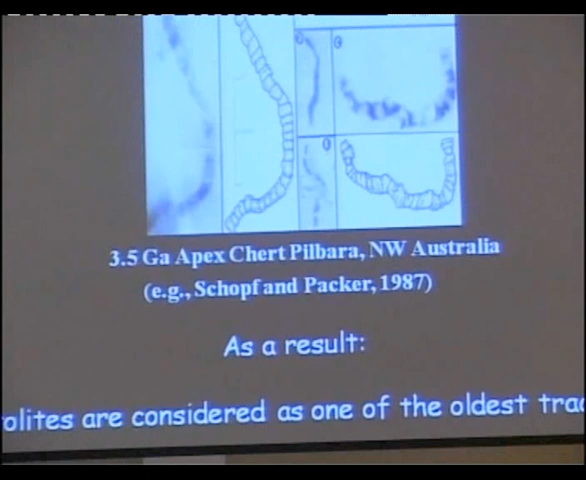 3.5 Ga Apex Chert Pilbara, NW Australia
(e.g., Schopf and Packer, 1987)
As a result:
olites are considered as one of the oldest trac